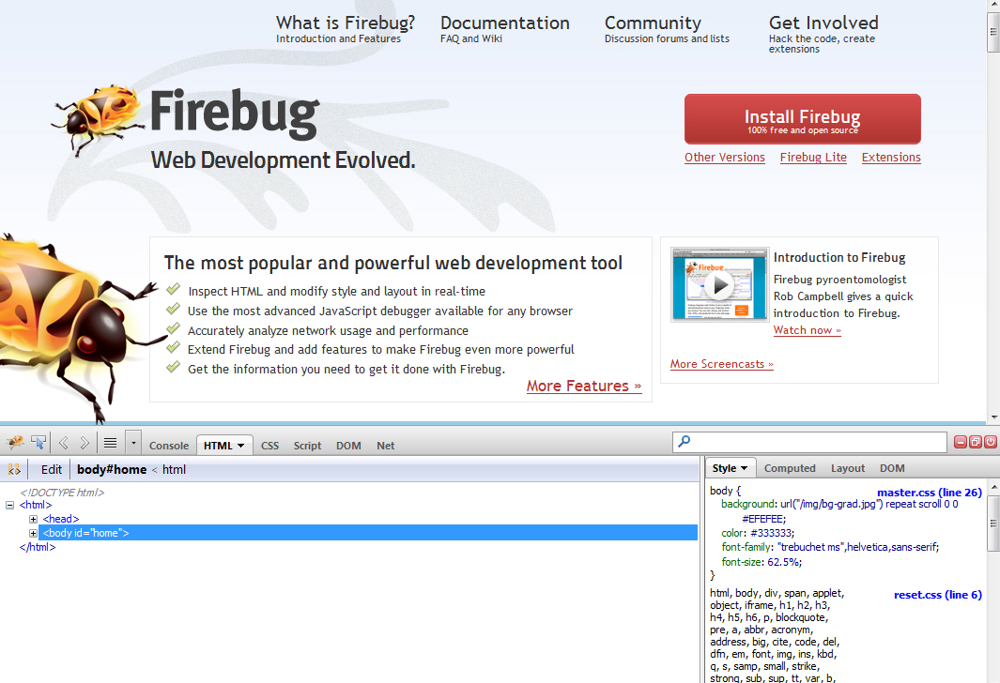 What is Firebug?
Introduction and Features
Documentation
FAQ and Wiki
Community
Discussion forums and lists
Get Involved
Hack the code, create
extensions
Firebug
Web Development Evolved.
Install Firebug
100% free and open source
Other Versions
Firebug Lite
Extensions
The most popular and powerful web development tool
Inspect HTML and modify style and layout in real-time
Use the most advanced JavaScript debugger available for any browser
Accurately analyze network usage and performance
Extend Firebug and add features to make Firebug even more powerful
Get the information you need to get it done with Firebug.
More Features »
Firebug
Introduction to Firebug
Firebug pyroentomologist
Rob Campbell gives a quick
introduction to Firebug.
Watch now »
More Screencasts »
Console
HTML
CSS
Script
DOM
Net
Edit
body#home < html
<!DOCTYPE html>
<html>
<head>
<body id="home">
</html>
Style
Computed
Layout
DOM
body {
master.css (line 26)
background: url("/img/bg-grad.jpg") repeat scroll 0 0
#EFEFEE;
color: #333333;
font-family: "trebuchet ms",helvetica,sans-serif;
font-size: 62.5%;
}
html, body, div, span, applet,
reset.css (line 6)
object, iframe, h1, h2, h3,
h4, h5, h6, p, blockquote,
pre, a, abbr, acronym,
address, big, cite, code, del,
dfn, em, font, img, ins, kbd,
q, s, samp, small, strike,
strong, sub, sup, tt, var, b,